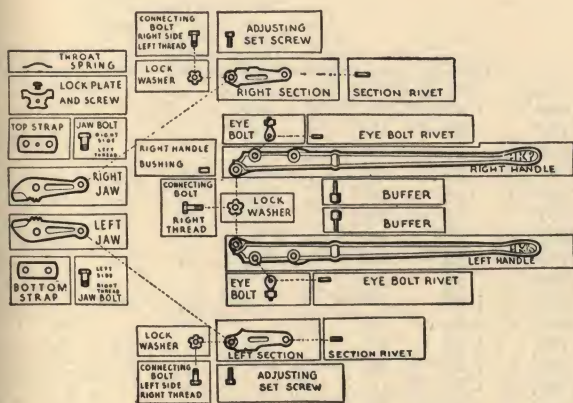 CONNECTING
BOLT
RIGHT SIDE
LEFT THREAD
ADJUSTING
SET SCREW
THROAT
SPRING
LOCK
WASHER
RIGHT SECTION
SECTION RIVET
LOCK PLATE
AND SCREW
TOP STRAP
JAW BOLT
RIGHT
SIDE
LEFT
THREAD
EYE
BOLT
EYE BOLT RIVET
RIGHT HANDLE
BUSHING
RIGHT HANDLE
RIGHT
JAW
CONNECTING
BOLT
RIGHT
THREAD
LOCK
WASHER
BUFFER
BUFFER
LEFT
JAW
LEFT HANDLE
BOTTOM
STRAP
LEFT
SIDE
RIGHT
THREAD
JAW BOLT
EYE
BOLT
EYE BOLT RIVET
LOCK
WASHER
LEFT SECTION
SECTION RIVET
CONNECTING
BOLT
LEFT SIDE
RIGHT THREAD
ADJUSTING
SET SCREW